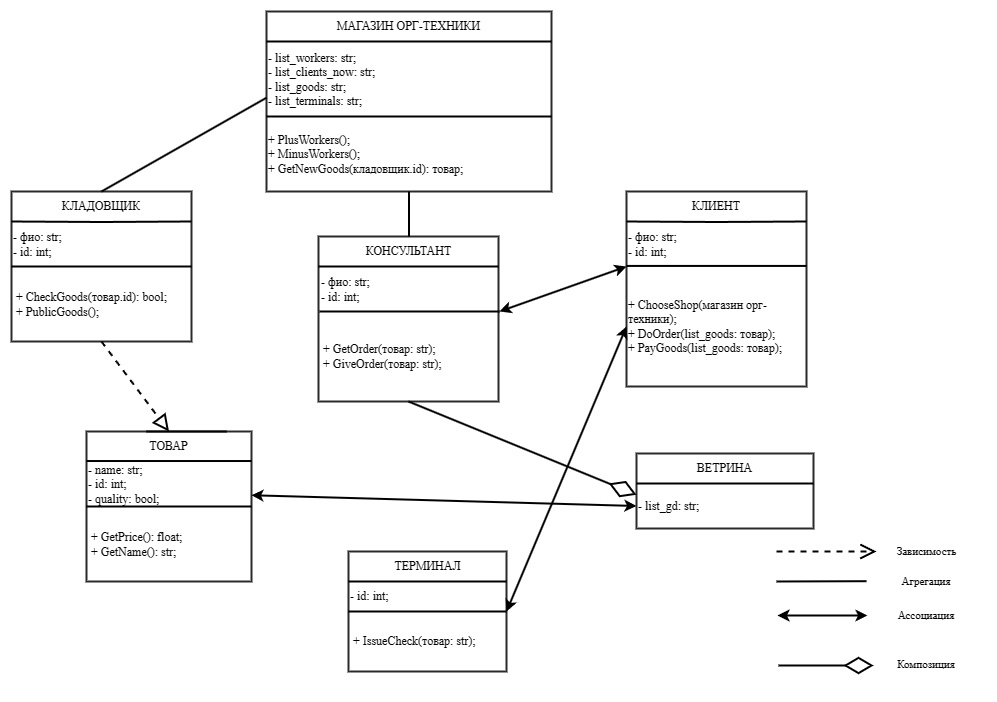 МАГАЗИН ОРГ-ТЕХНИКИ
- list_workers: str;
- list_clients_now: str;
- list_goods: str;
- list_terminals: str;
+ PlusWorkers();
+ MinusWorkers();
+ GetNewGoods(кладовщик.id): товар;
КЛАДОВЩИК
- фио: str;
- id: int;
+ CheckGoods(товар.id): bool;
+ PublicGoods();
КОНСУЛЬТАНТ
- фио: str;
- id: int;
+ GetOrder(товар: str);
+ GiveOrder(товар: str);
КЛИЕНТ
- фио: str;
- id: int;
+ ChooseShop(магазин орг-
техники);
+ DoOrder(list_goods: товар);
+ PayGoods(list_goods: товар);
ТОВАР
- name: str;
- id: int;
- quality: bool;
+ GetPrice(): float;
+ GetName(): str;
ВЕТРИНА
- list_gd: str;
ТЕРМИНАЛ
- id: int;
+ IssueCheck(товар: str);
Зависимость
Агрегация
Ассоциация
Композиция